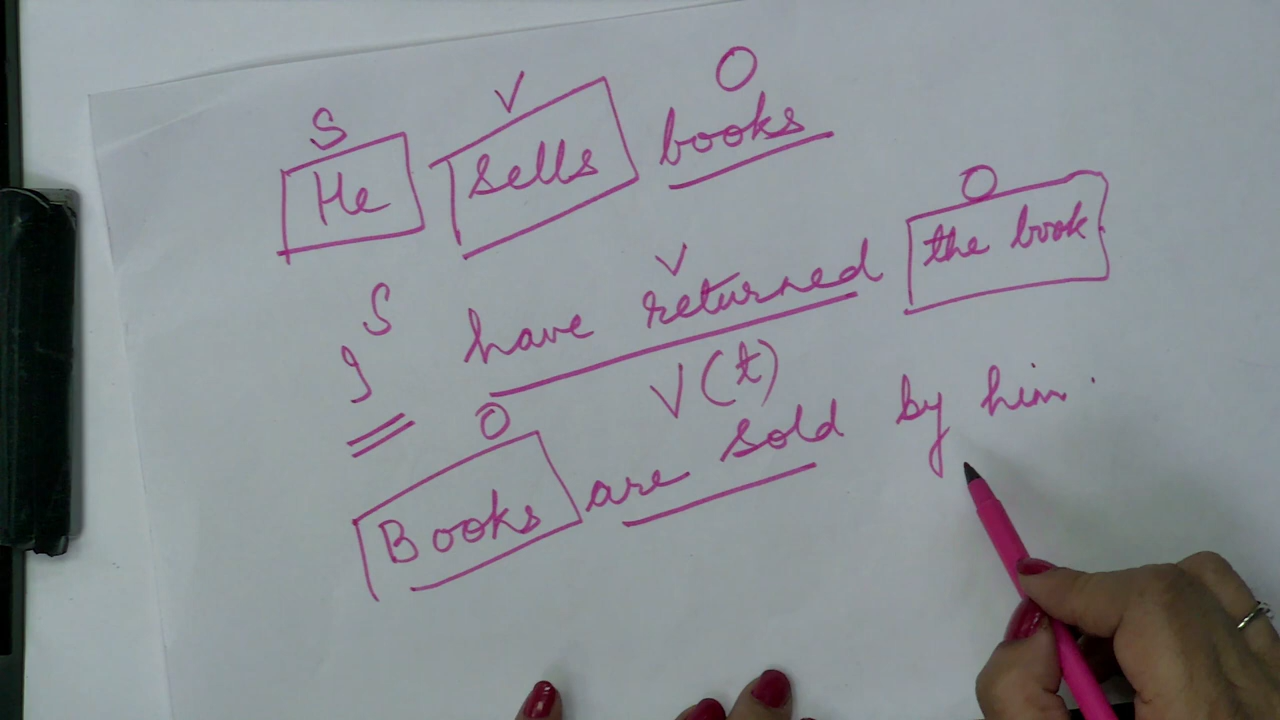 S V O
He sells books
S V O
I have returned the book
O V(t)
Books are sold by him.